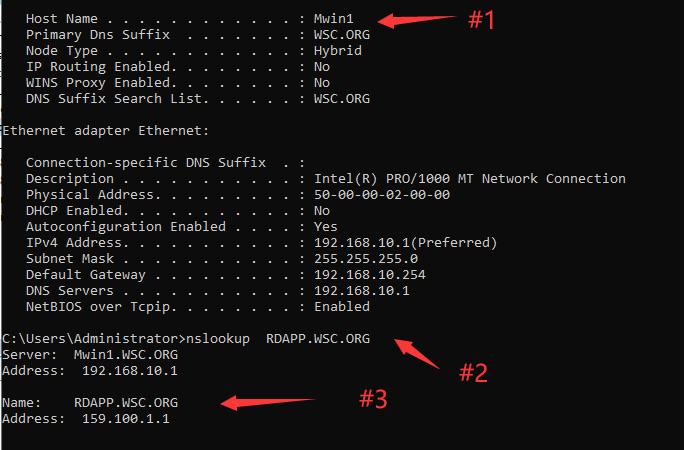 Host Name . . . . . . . . . . . . : Mwin1
#1
Primary Dns Suffix  . . . . . . . : WSC.ORG
Node Type . . . . . . . . . . . . : Hybrid
IP Routing Enabled. . . . . . . . : No
WINS Proxy Enabled. . . . . . . . : No
DNS Suffix Search List. . . . . . : WSC.ORG
Ethernet adapter Ethernet:
Connection-specific DNS Suffix  . :
Description . . . . . . . . . . . : Intel(R) PRO/1000 MT Network Connection
Physical Address. . . . . . . . . : 50-00-00-02-00-00
DHCP Enabled. . . . . . . . . . . : No
Autoconfiguration Enabled . . . . : Yes
IPv4 Address. . . . . . . . . . . : 192.168.10.1(Preferred)
Subnet Mask . . . . . . . . . . . : 255.255.255.0
Default Gateway . . . . . . . . . : 192.168.10.254
DNS Servers . . . . . . . . . . . : 192.168.10.1
NetBIOS over Tcpip. . . . . . . . : Enabled
C:\Users\Administrator>nslookup  RDAPP.WSC.ORG
Server:  Mwin1.WSC.ORG
Address:  192.168.10.1
#2
Name:    RDAPP.WSC.ORG
#3
Address:  159.100.1.1